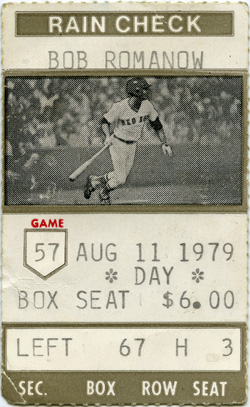 RAIN CHECK
BOB ROMANOW
RED SOX
GAME
57 AUG 11 1979
* DAY *
BOX SEAT $6.00
LEFT 67 H 3
SEC. BOX ROW SEAT